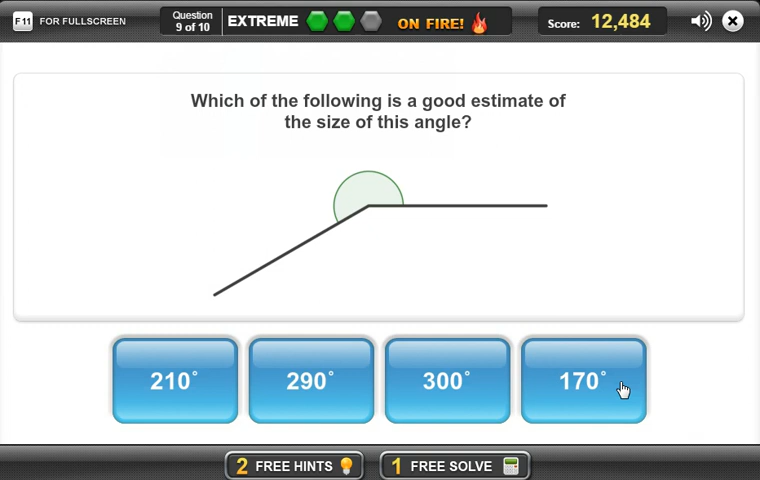 F11 FOR FULLSCREEN
Question
9 of 10
EXTREME
ON FIRE!
Score: 12,484
Which of the following is a good estimate of
the size of this angle?
210° 290° 300° 170°
2 FREE HINTS
1 FREE SOLVE